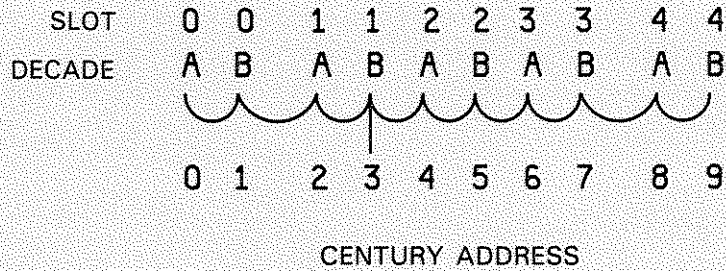 SLOT 0 0 1 1 2 2 3 3 4 4
DECADE A B A B A B A B A B
0 1 2 3 4 5 6 7 8 9
CENTURY ADDRESS